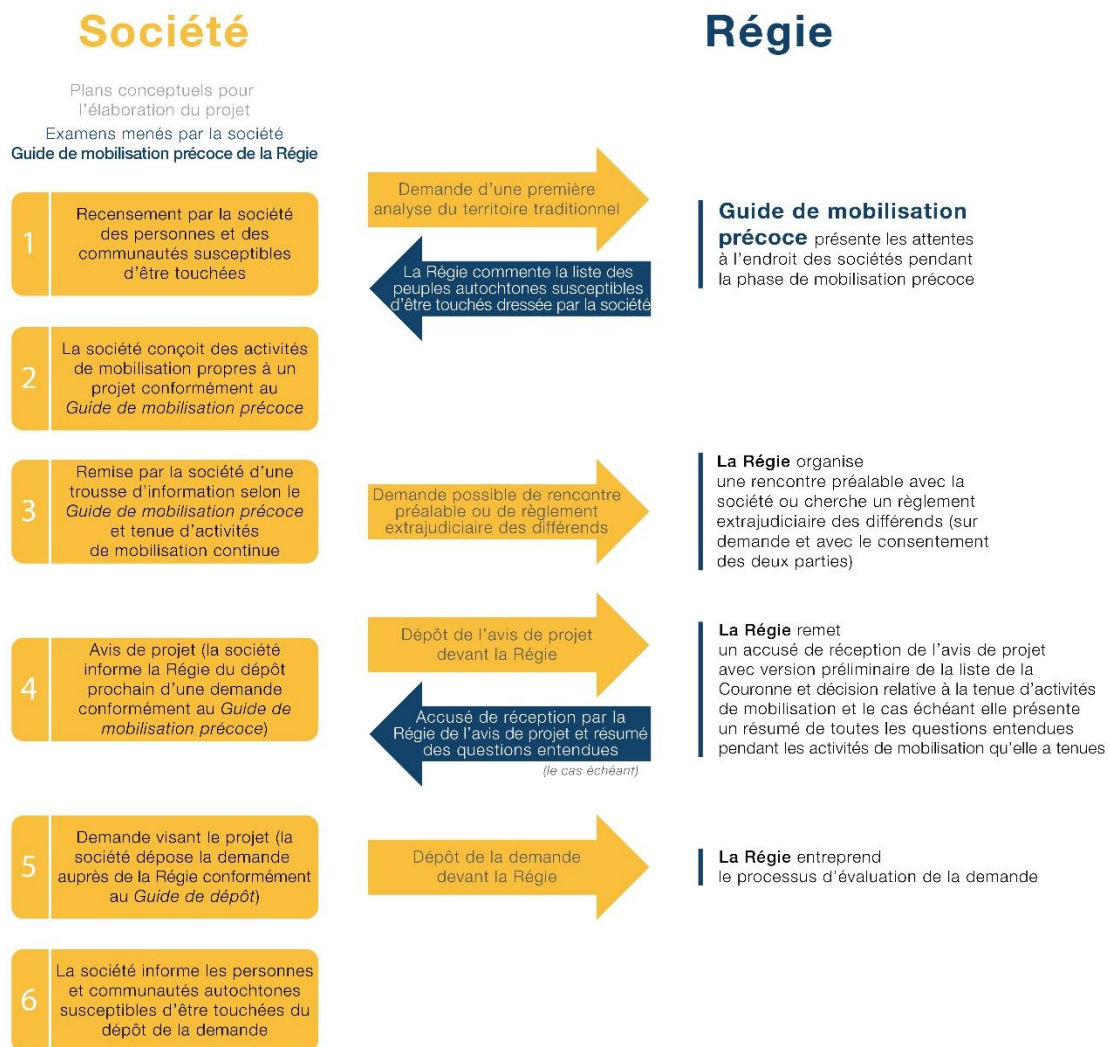 Société
Régie
Plans conceptuels pour
l'élaboration du projet
Examens menés par la société
Guide de mobilisation précoce de la Régie
1
Recensement par la société
des personnes et des
communautés susceptibles
d'être touchées
Demande d'une première
analyse du territoire traditionnel
La Régie commente la liste des
peuples autochtones susceptibles
d'être touchés dressée par la société
Guide de mobilisation
précoce présente les attentes
à l'endroit des sociétés pendant
la phase de mobilisation précoce
2
La société conçoit des activités
de mobilisation propres à un
projet conformément au
Guide de mobilisation précoce
3
Remise par la société d'une
trousse d'information selon le
Guide de mobilisation précoce
et tenue d'activités
de mobilisation continue
Demande possible de rencontre
préalable ou de règlement
extrajudiciaire des différends
La Régie organise
une rencontre préalable avec la
société ou cherche un règlement
extrajudiciaire des différends (sur
demande et avec le consentement
des deux parties)
4
Avis de projet (la société
informe la Régie du dépôt
prochain d'une demande
conformément au Guide de
mobilisation précoce)
Dépôt de l'avis de projet
devant la Régie
Accusé de réception par la
Régie de l'avis de projet et résumé
des questions entendues
(le cas échéant)
La Régie remet
un accusé de réception de l'avis de projet
avec version préliminaire de la liste de la
Couronne et décision relative à la tenue d'activités
de mobilisation et le cas échéant elle présente
un résumé de toutes les questions entendues
pendant les activités de mobilisation qu'elle a tenues
5
Demande visant le projet (la
société dépose la demande
auprès de la Régie conformément
au Guide de dépôt)
Dépôt de la demande
devant la Régie
La Régie entreprend
le processus d'évaluation de la demande
6
La société informe les personnes
et communautés autochtones
susceptibles d'être touchées du
dépôt de la demande